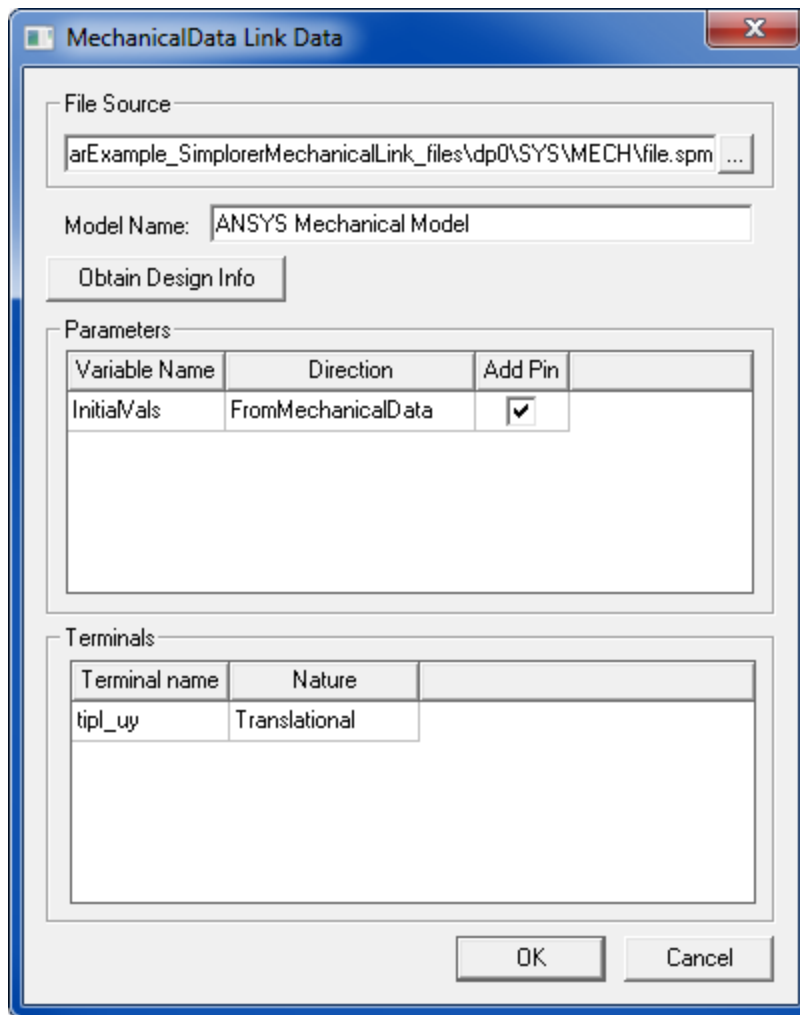 MechanicalData Link Data
File Source
arExample_SimplorerMechanicalLink_files\dp0\SYS\MECH\file.spm ...
Model Name: ANSYS Mechanical Model
Obtain Design Info
Parameters
Variable Name Direction Add Pin
InitialVals FromMechanicalData
Terminals
Terminal name Nature
tipl_uy Translational
OK Cancel